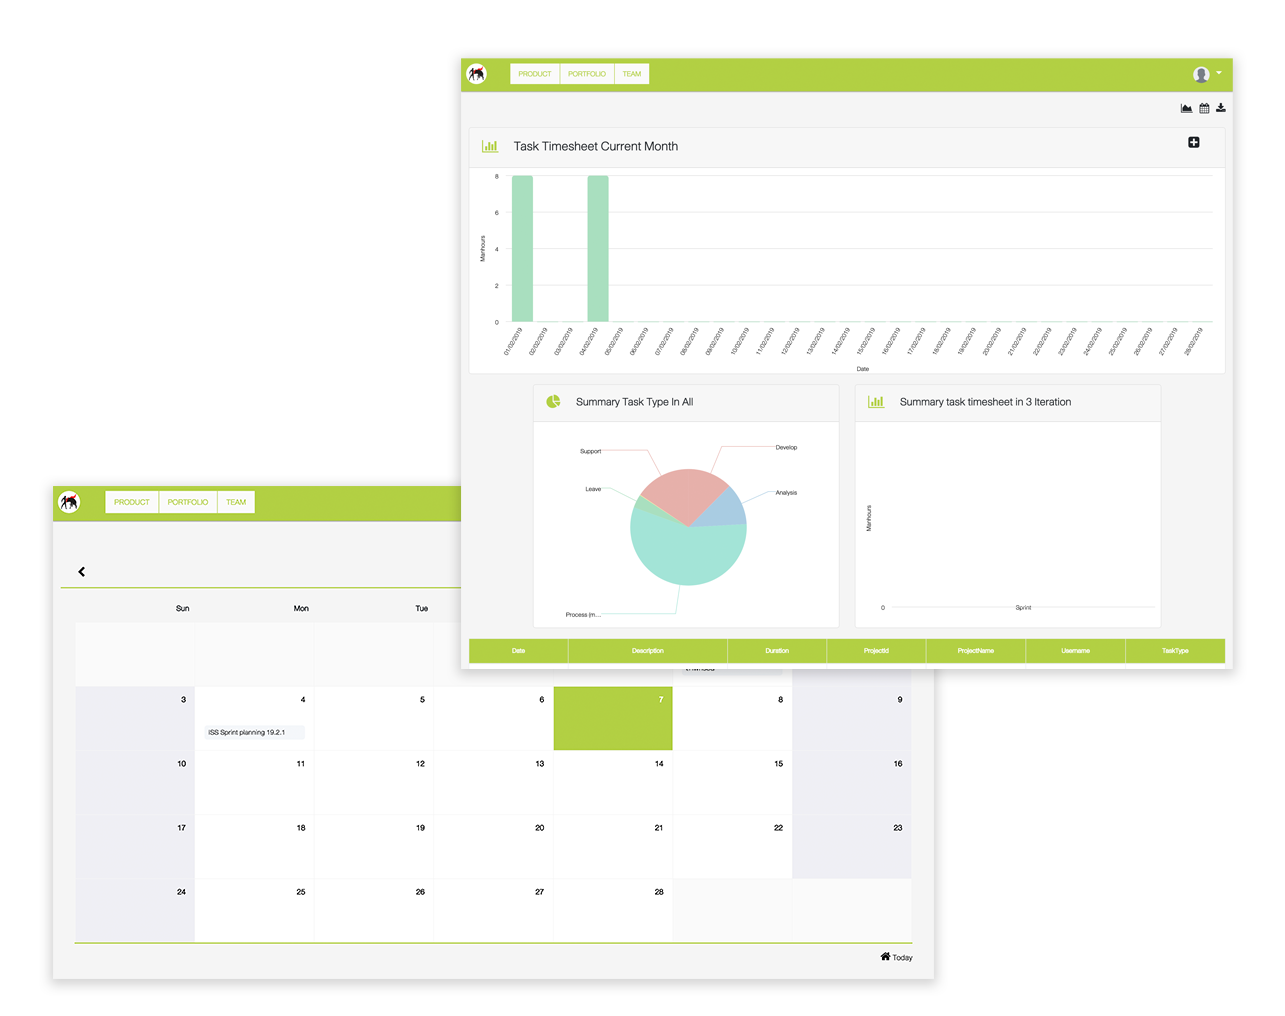 PRODUCT PORTFOLIO TEAM
Task Timesheet Current Month
8
6
4
2
0
Manhours
01/02/2019 02/02/2019 03/02/2019 04/02/2019 05/02/2019 06/02/2019 07/02/2019 08/02/2019 09/02/2019 10/02/2019 11/02/2019 12/02/2019 13/02/2019 14/02/2019 15/02/2019 16/02/2019 17/02/2019 18/02/2019 19/02/2019 20/02/2019 21/02/2019 22/02/2019 23/02/2019 24/02/2019 25/02/2019 26/02/2019 27/02/2019 28/02/2019
Date
Summary Task Type In All
Support
Develop
Leave
Analysis
Process (m...
Summary task timesheet in 3 Iteration
Manhours
0
Sprint
Date Description Duration ProjectId ProjectName Username TaskType
PRODUCT PORTFOLIO TEAM
Sun Mon Tue
3 4 5 6 7 8 9
ISS Sprint planning 19.2.1
10 11 12 13 14 15 16
17 18 19 20 21 22 23
24 25 26 27 28
Today